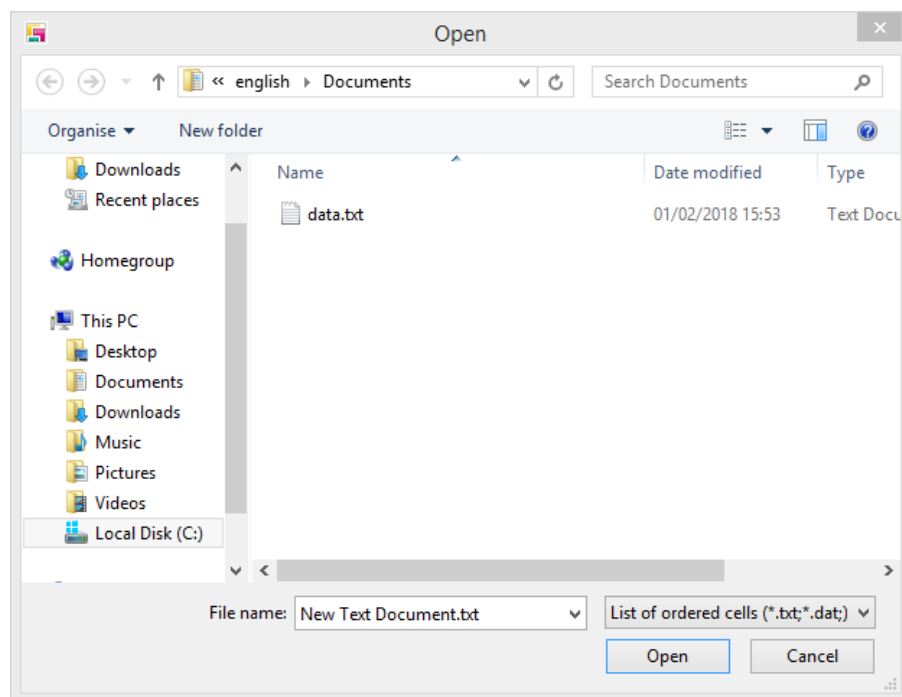 Open
« english Documents
Search Documents
Organise
New folder
Downloads
Recent places
Homegroup
This PC
Desktop
Documents
Downloads
Music
Pictures
Videos
Local Disk (C:)
Name Date modified Type
data.txt 01/02/2018 15:53 Text Docu
File name: New Text Document.txt
List of ordered cells (*.txt;*.dat;)
Open Cancel